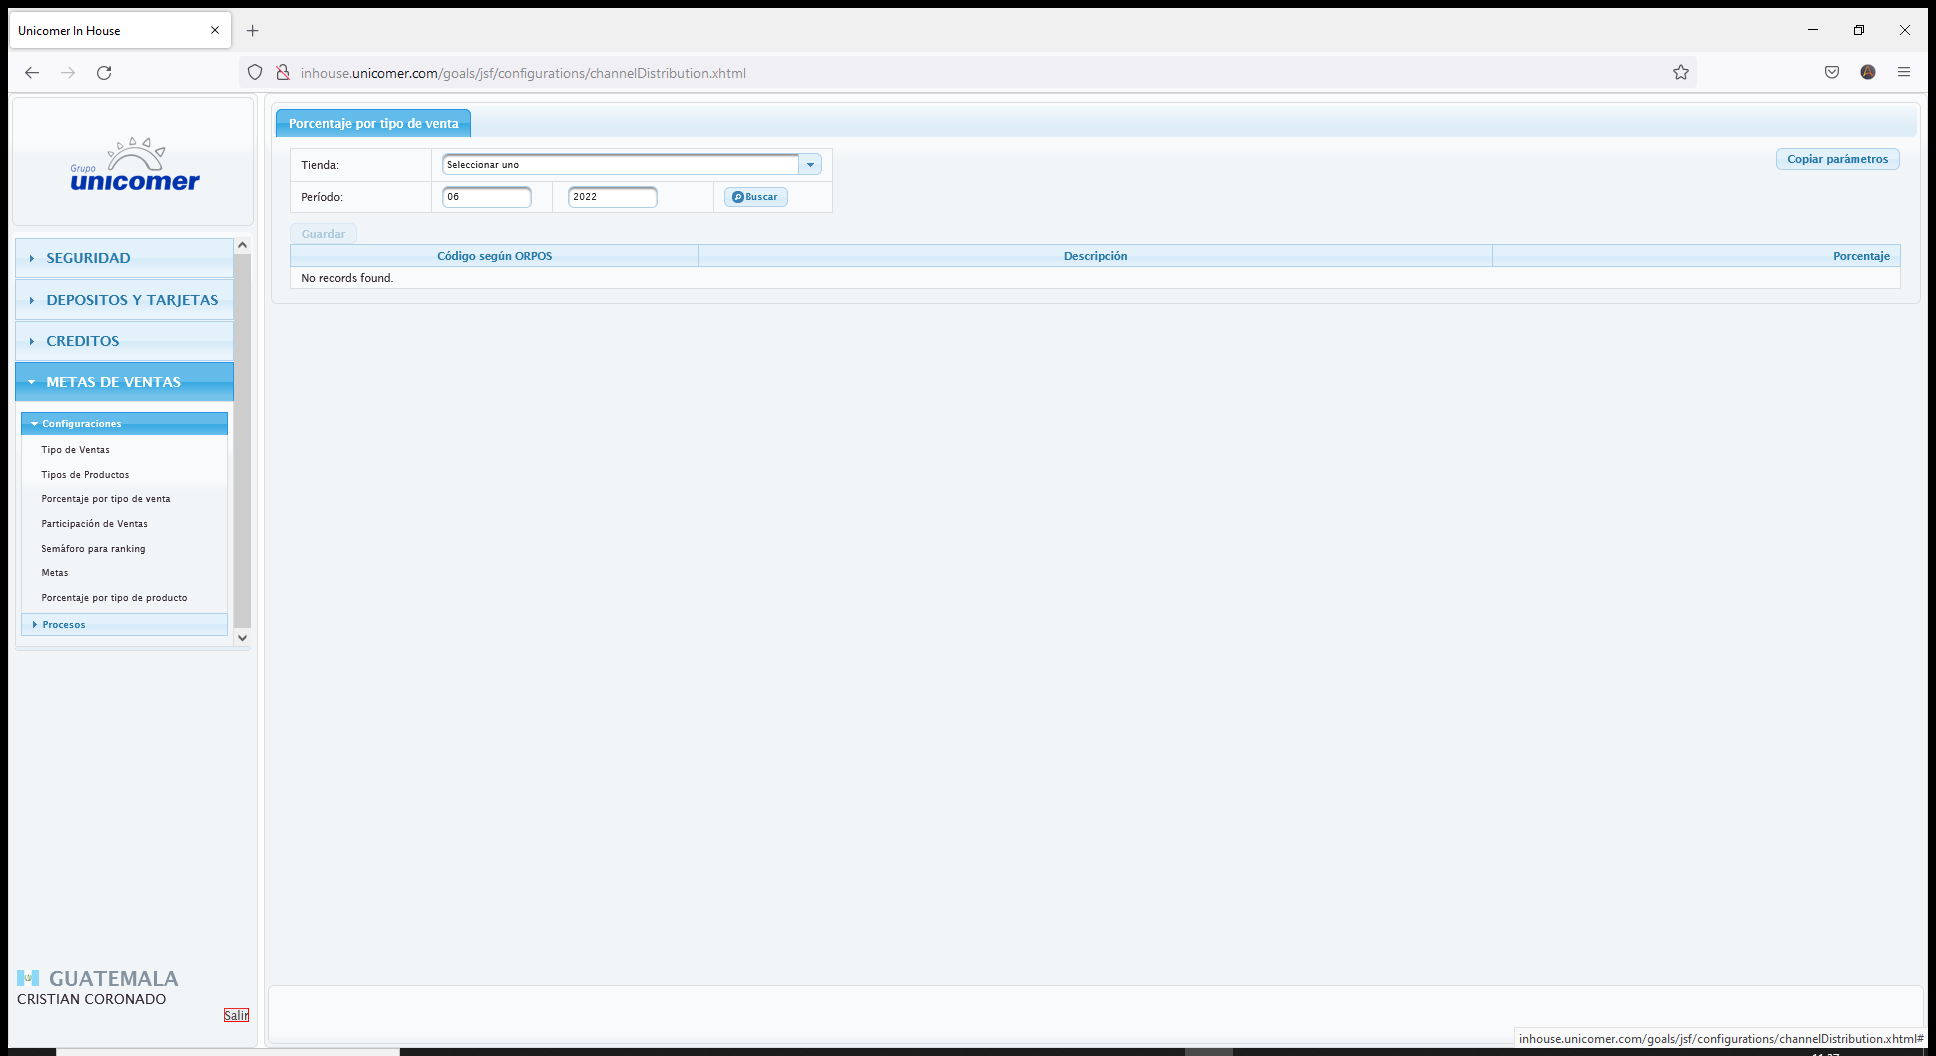 Unicomer In House
inhouse.unicomer.com/goals/jsf/configurations/channelDistribution.xhtml
Grupo
unicomer
SEGURIDAD
DEPOSITOS Y TARJETAS
CREDITOS
METAS DE VENTAS
Configuraciones
Tipo de Ventas
Tipos de Productos
Porcentaje por tipo de venta
Participación de Ventas
Semáforo para ranking
Metas
Porcentaje por tipo de producto
Procesos
GUATEMALA
CRISTIAN CORONADO
Salir
Porcentaje por tipo de venta
Tienda: Seleccionar uno
Copiar parámetros
Período: 06 2022 Buscar
Guardar
Código según ORPOS Descripción Porcentaje
No records found.
inhouse.unicomer.com/goals/jsf/configurations/channelDistribution.xhtml#